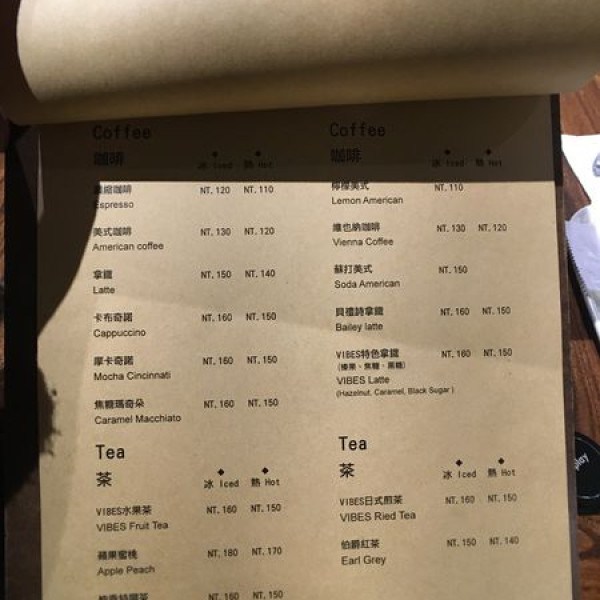 Coffee
咖啡
冰 Iced 熱 Hot
濃縮咖啡 NT. 120 NT. 110
Espresso
美式咖啡 NT. 130 NT. 120
American coffee
拿鐵 NT. 150 NT. 140
Latte
卡布奇諾 NT. 160 NT. 150
Cappuccino
摩卡奇諾 NT. 160 NT. 150
Mocha Cincinnati
焦糖瑪奇朵 NT. 160 NT. 150
Caramel Macchiato
Tea
茶
冰 Iced 熱 Hot
VIBES水果茶 NT. 160 NT. 150
VIBES Fruit Tea
蘋果蜜桃 NT. 180 NT. 170
Apple Peach
NT. 160 NT. 150
Coffee
咖啡
冰 Iced 熱 Hot
檸檬美式 NT. 110
Lemon American
維也納咖啡 NT. 130 NT. 120
Vienna Coffee
蘇打美式 NT. 150
Soda American
貝禮詩拿鐵 NT. 160 NT. 150
Bailey latte
VIBES特色拿鐵 NT. 160 NT. 150
(榛果、焦糖、黑糖)
VIBES Latte
(Hazelnut, Caramel, Black Sugar )
Tea
茶
冰 Iced 熱 Hot
VIBES日式煎茶 NT. 160 NT. 150
VIBES Ried Tea
伯爵紅茶 NT. 150 NT. 140
Earl Grey
play